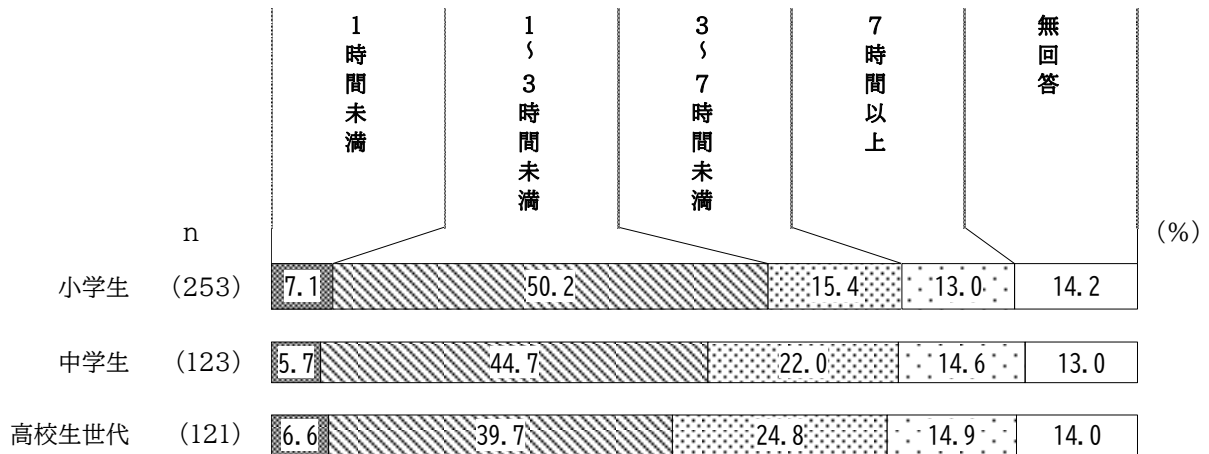 1時間未満
1~3時間未満
3~7時間未満
7時間以上
無回答
n
(%)
小学生 (253) 7.1 50.2 15.4 13.0 14.2
中学生 (123) 5.7 44.7 22.0 14.6 13.0
高校生世代 (121) 6.6 39.7 24.8 14.9 14.0